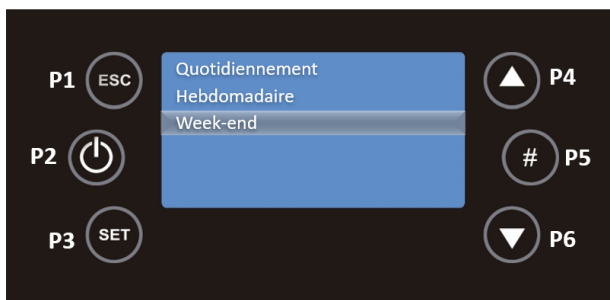 P1 ESC
P2
P3 SET
Quotidiennement
Hebdomadaire
Week-end
P4
# P5
P6